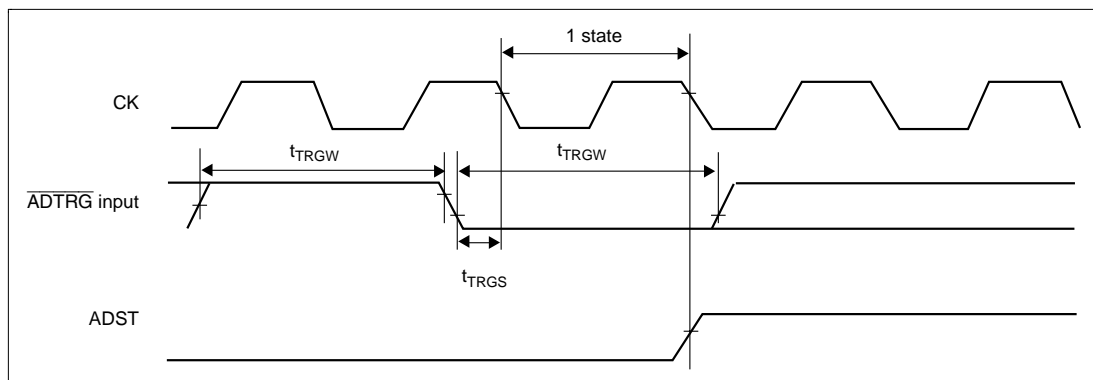 1 state
CK
tTRGW
tTRGW
ADTRG input
tTRGS
ADST